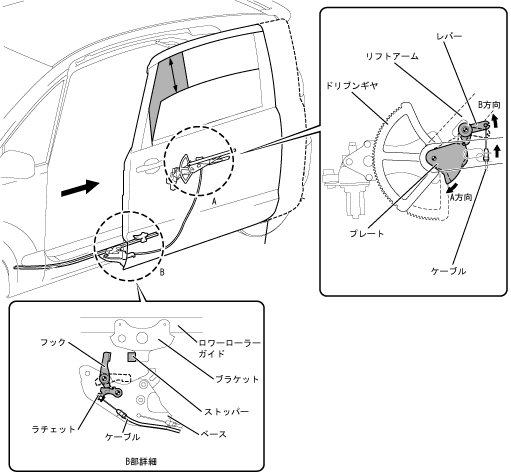 レバー
リフトアーム
ドリブンギヤ
B方向
A方向
プレート
ケーブル
A
B
フック
ロワーローラー
ガイド
ブラケット
ストッパー
ラチェット
ケーブル
ベース
B部詳細